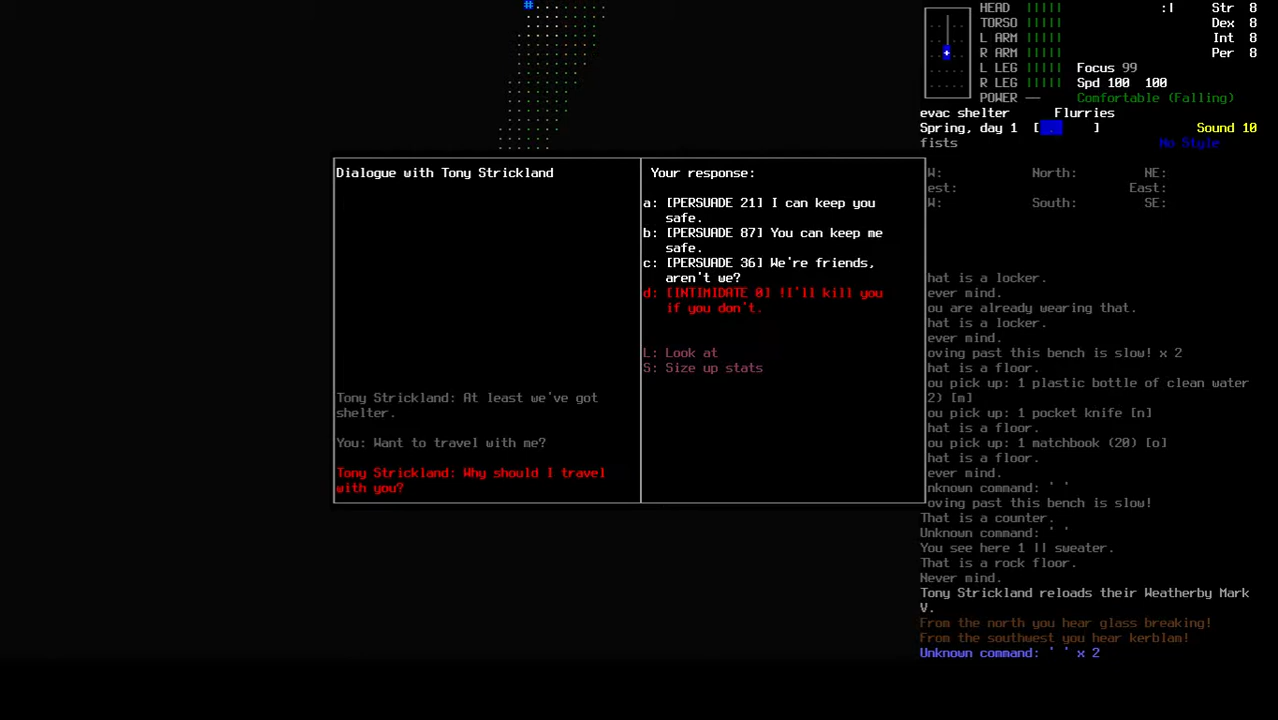 HEAD ||||| :| Str 8
TORSO ||||| Dex 8
L ARM ||||| Int 8
R ARM ||||| Per 8
L LEG ||||| Focus 99
R LEG ||||| Spd 100 100
POWER -- Comfortable (Falling)
evac shelter Flurries
Spring, day 1 [ ] Sound 10
fists No Style
Dialogue with Tony Strickland
Tony Strickland: At least we've got
shelter.
You: Want to travel with me?
Tony Strickland: Why should I travel
with you?
Your response:
a: [PERSUADE 21] I can keep you
safe.
b: [PERSUADE 87] You can keep me
safe.
c: [PERSUADE 36] We're friends,
aren't we?
d: [INTIMIDATE 0] !I'll kill you
if you don't.
L: Look at
S: Size up stats
W: North: NE:
est: East:
W: South: SE:
hat is a locker.
ever mind.
ou are already wearing that.
hat is a locker.
ever mind.
oving past this bench is slow! x 2
hat is a floor.
ou pick up: 1 plastic bottle of clean water
2) [m]
ou pick up: 1 pocket knife [n]
hat is a floor.
ou pick up: 1 matchbook (20) [o]
hat is a floor.
ever mind.
nknown command: ' '
oving past this bench is slow!
That is a counter.
Unknown command: ' '
You see here 1 || sweater.
That is a rock floor.
Never mind.
Tony Strickland reloads their Weatherby Mark
V.
From the north you hear glass breaking!
From the southwest you hear kerblam!
Unknown command: ' ' x 2